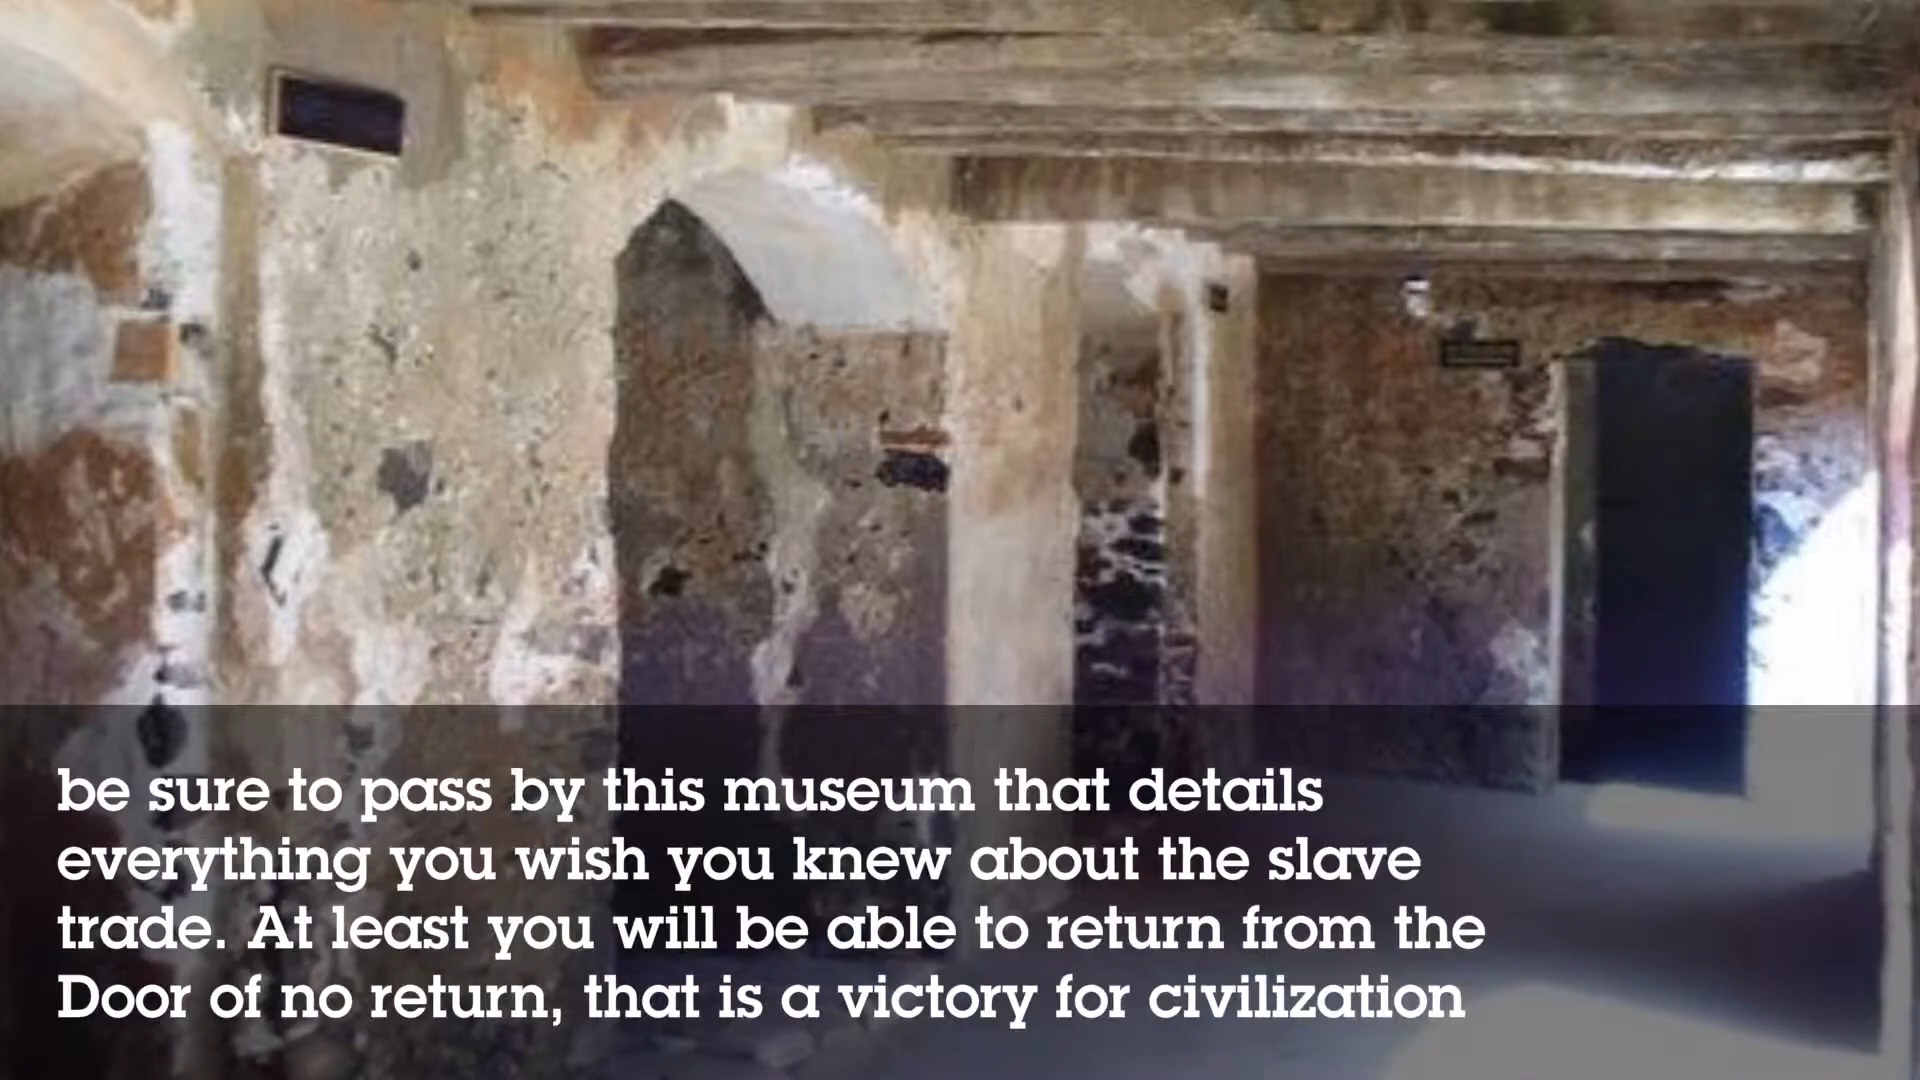 be sure to pass by this museum that details
everything you wish you knew about the slave
trade. At least you will be able to return from the
Door of no return, that is a victory for civilization